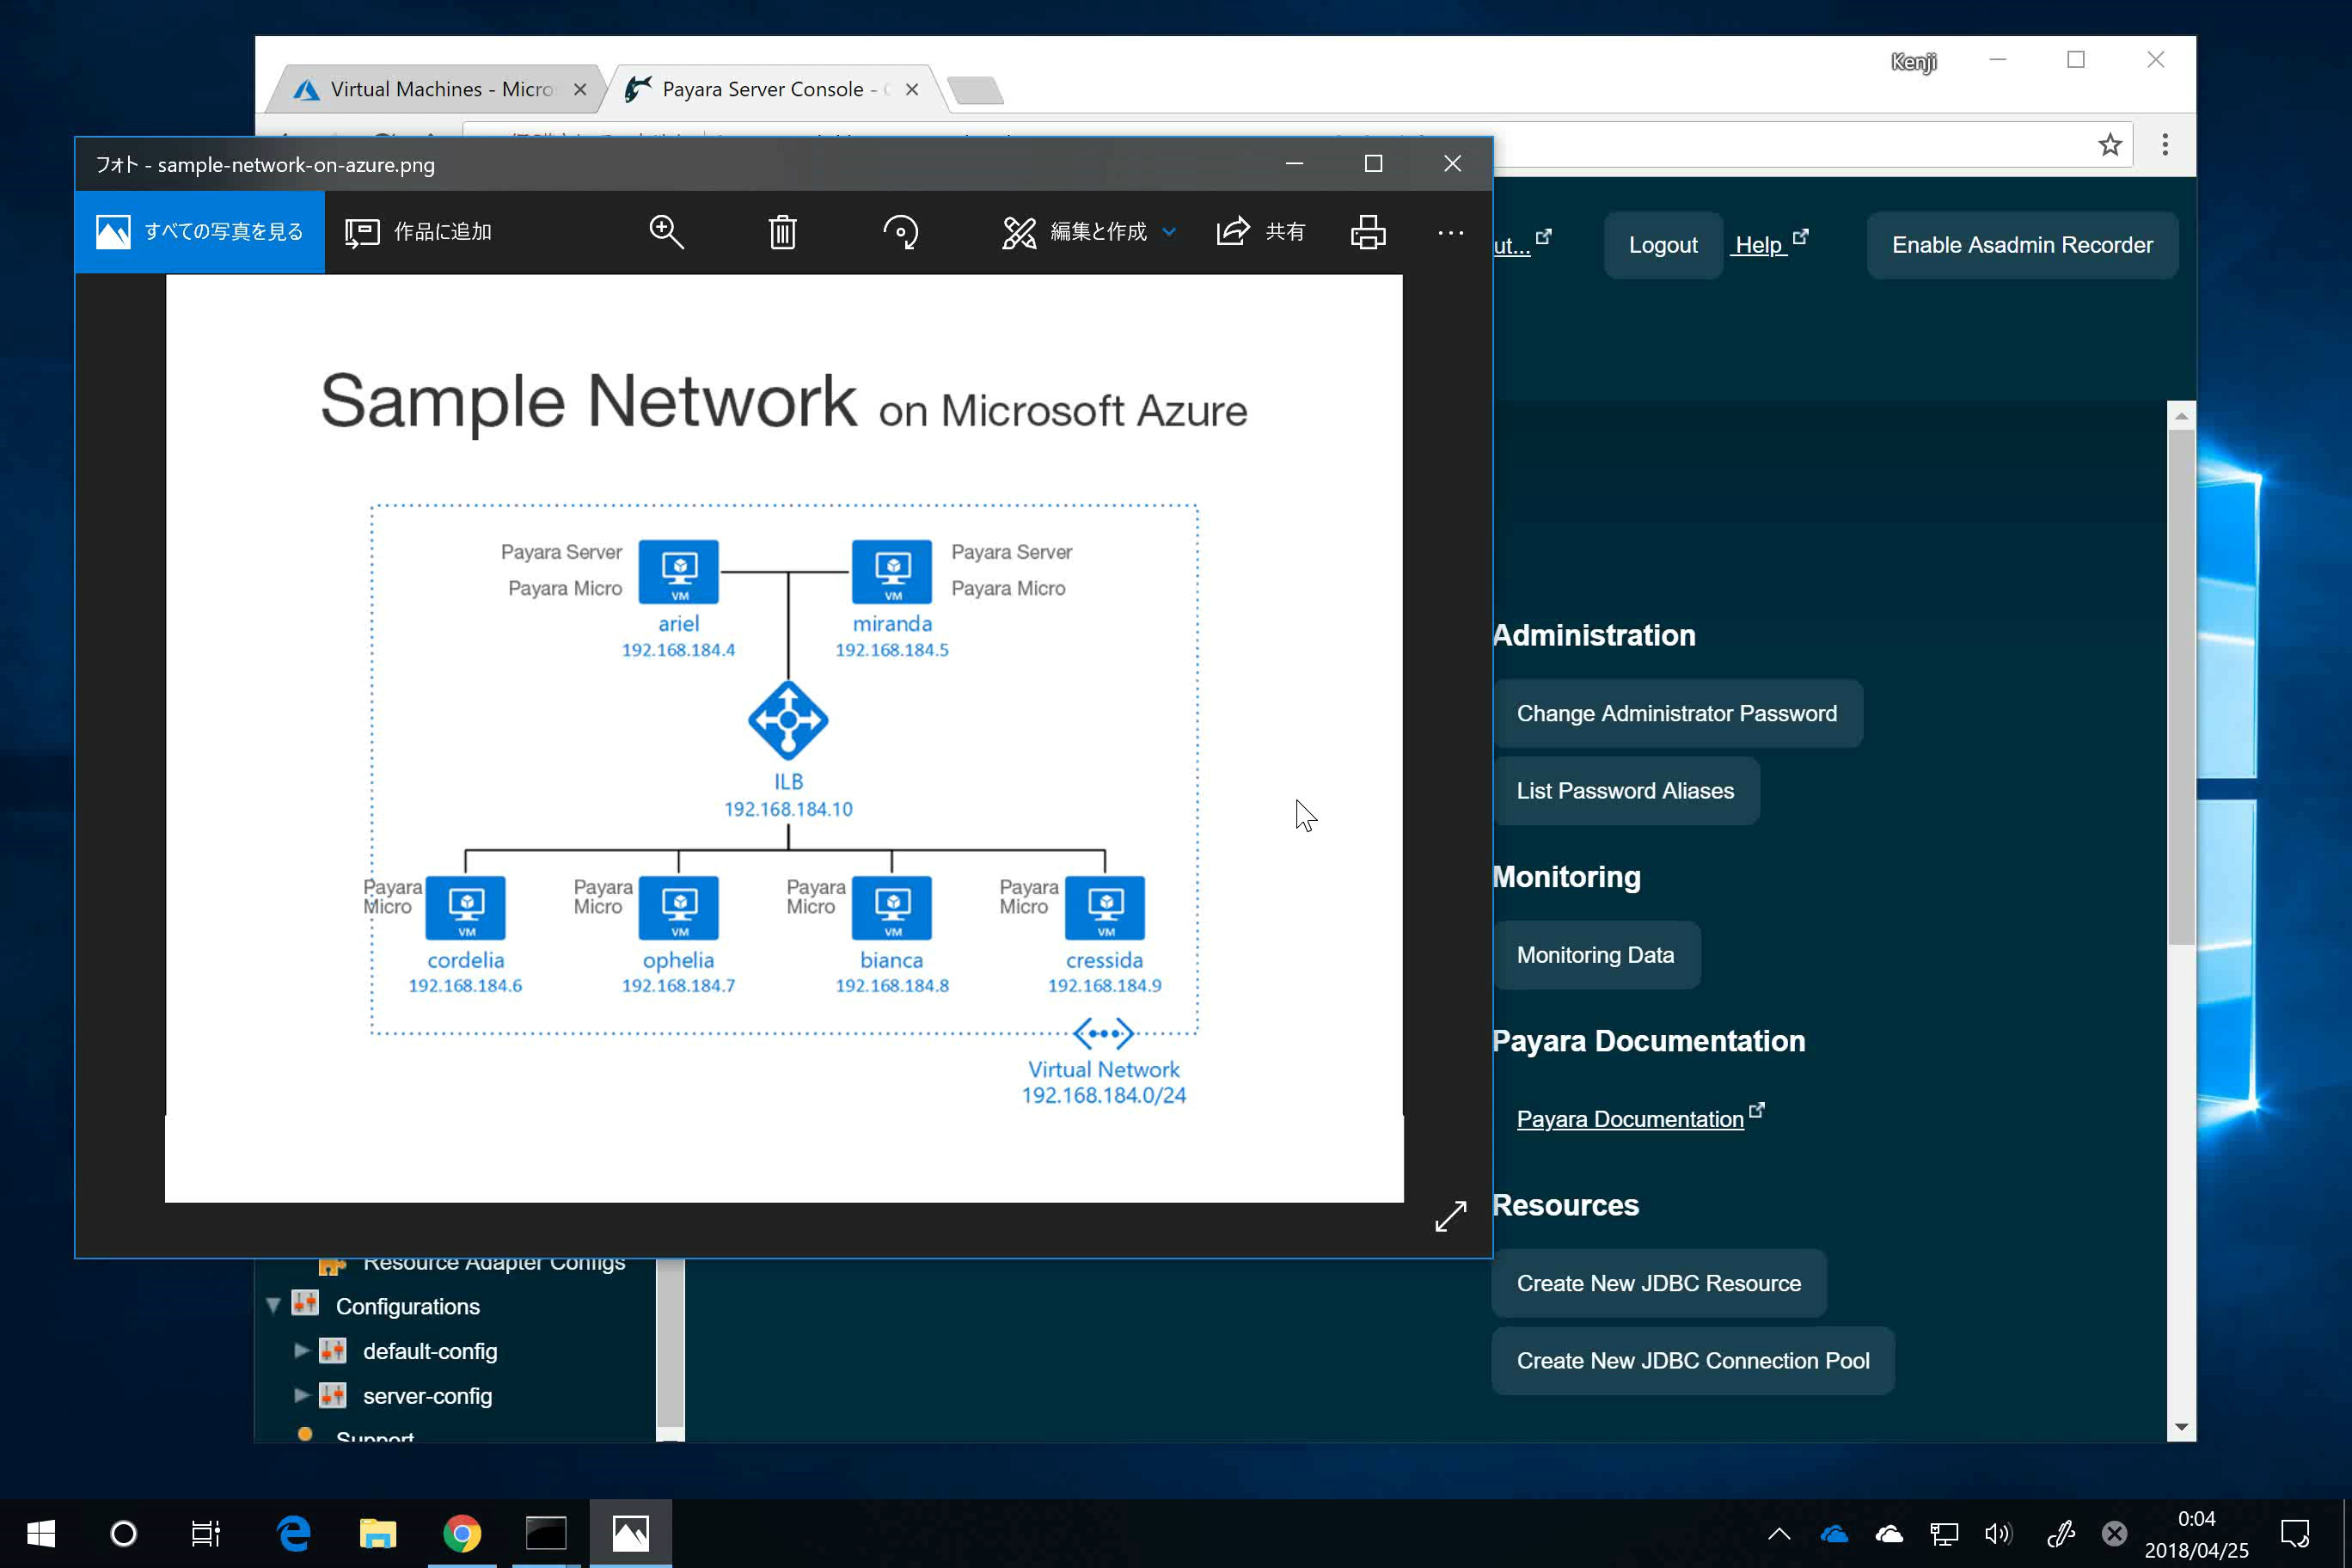 Kenji
Virtual Machines - Micro
Payara Server Console -
フォト - sample-network-on-azure.png
すべての写真を見る
作品に追加
編集と作成
共有
ut...
Logout
Help
Enable Asadmin Recorder
Sample Network on Microsoft Azure
Payara Server
Payara Micro
VM
ariel
192.168.184.4
VM
miranda
192.168.184.5
Payara Server
Payara Micro
ILB
192.168.184.10
Payara
Micro
VM
cordelia
192.168.184.6
Payara
Micro
VM
ophelia
192.168.184.7
Payara
Micro
VM
bianca
192.168.184.8
Payara
Micro
VM
cressida
192.168.184.9
Virtual Network
192.168.184.0/24
Administration
Change Administrator Password
List Password Aliases
Monitoring
Monitoring Data
Payara Documentation
Payara Documentation
Resources
Create New JDBC Resource
Create New JDBC Connection Pool
Resource Adapter Configs
Configurations
default-config
server-config
Support
0:04
2018/04/25